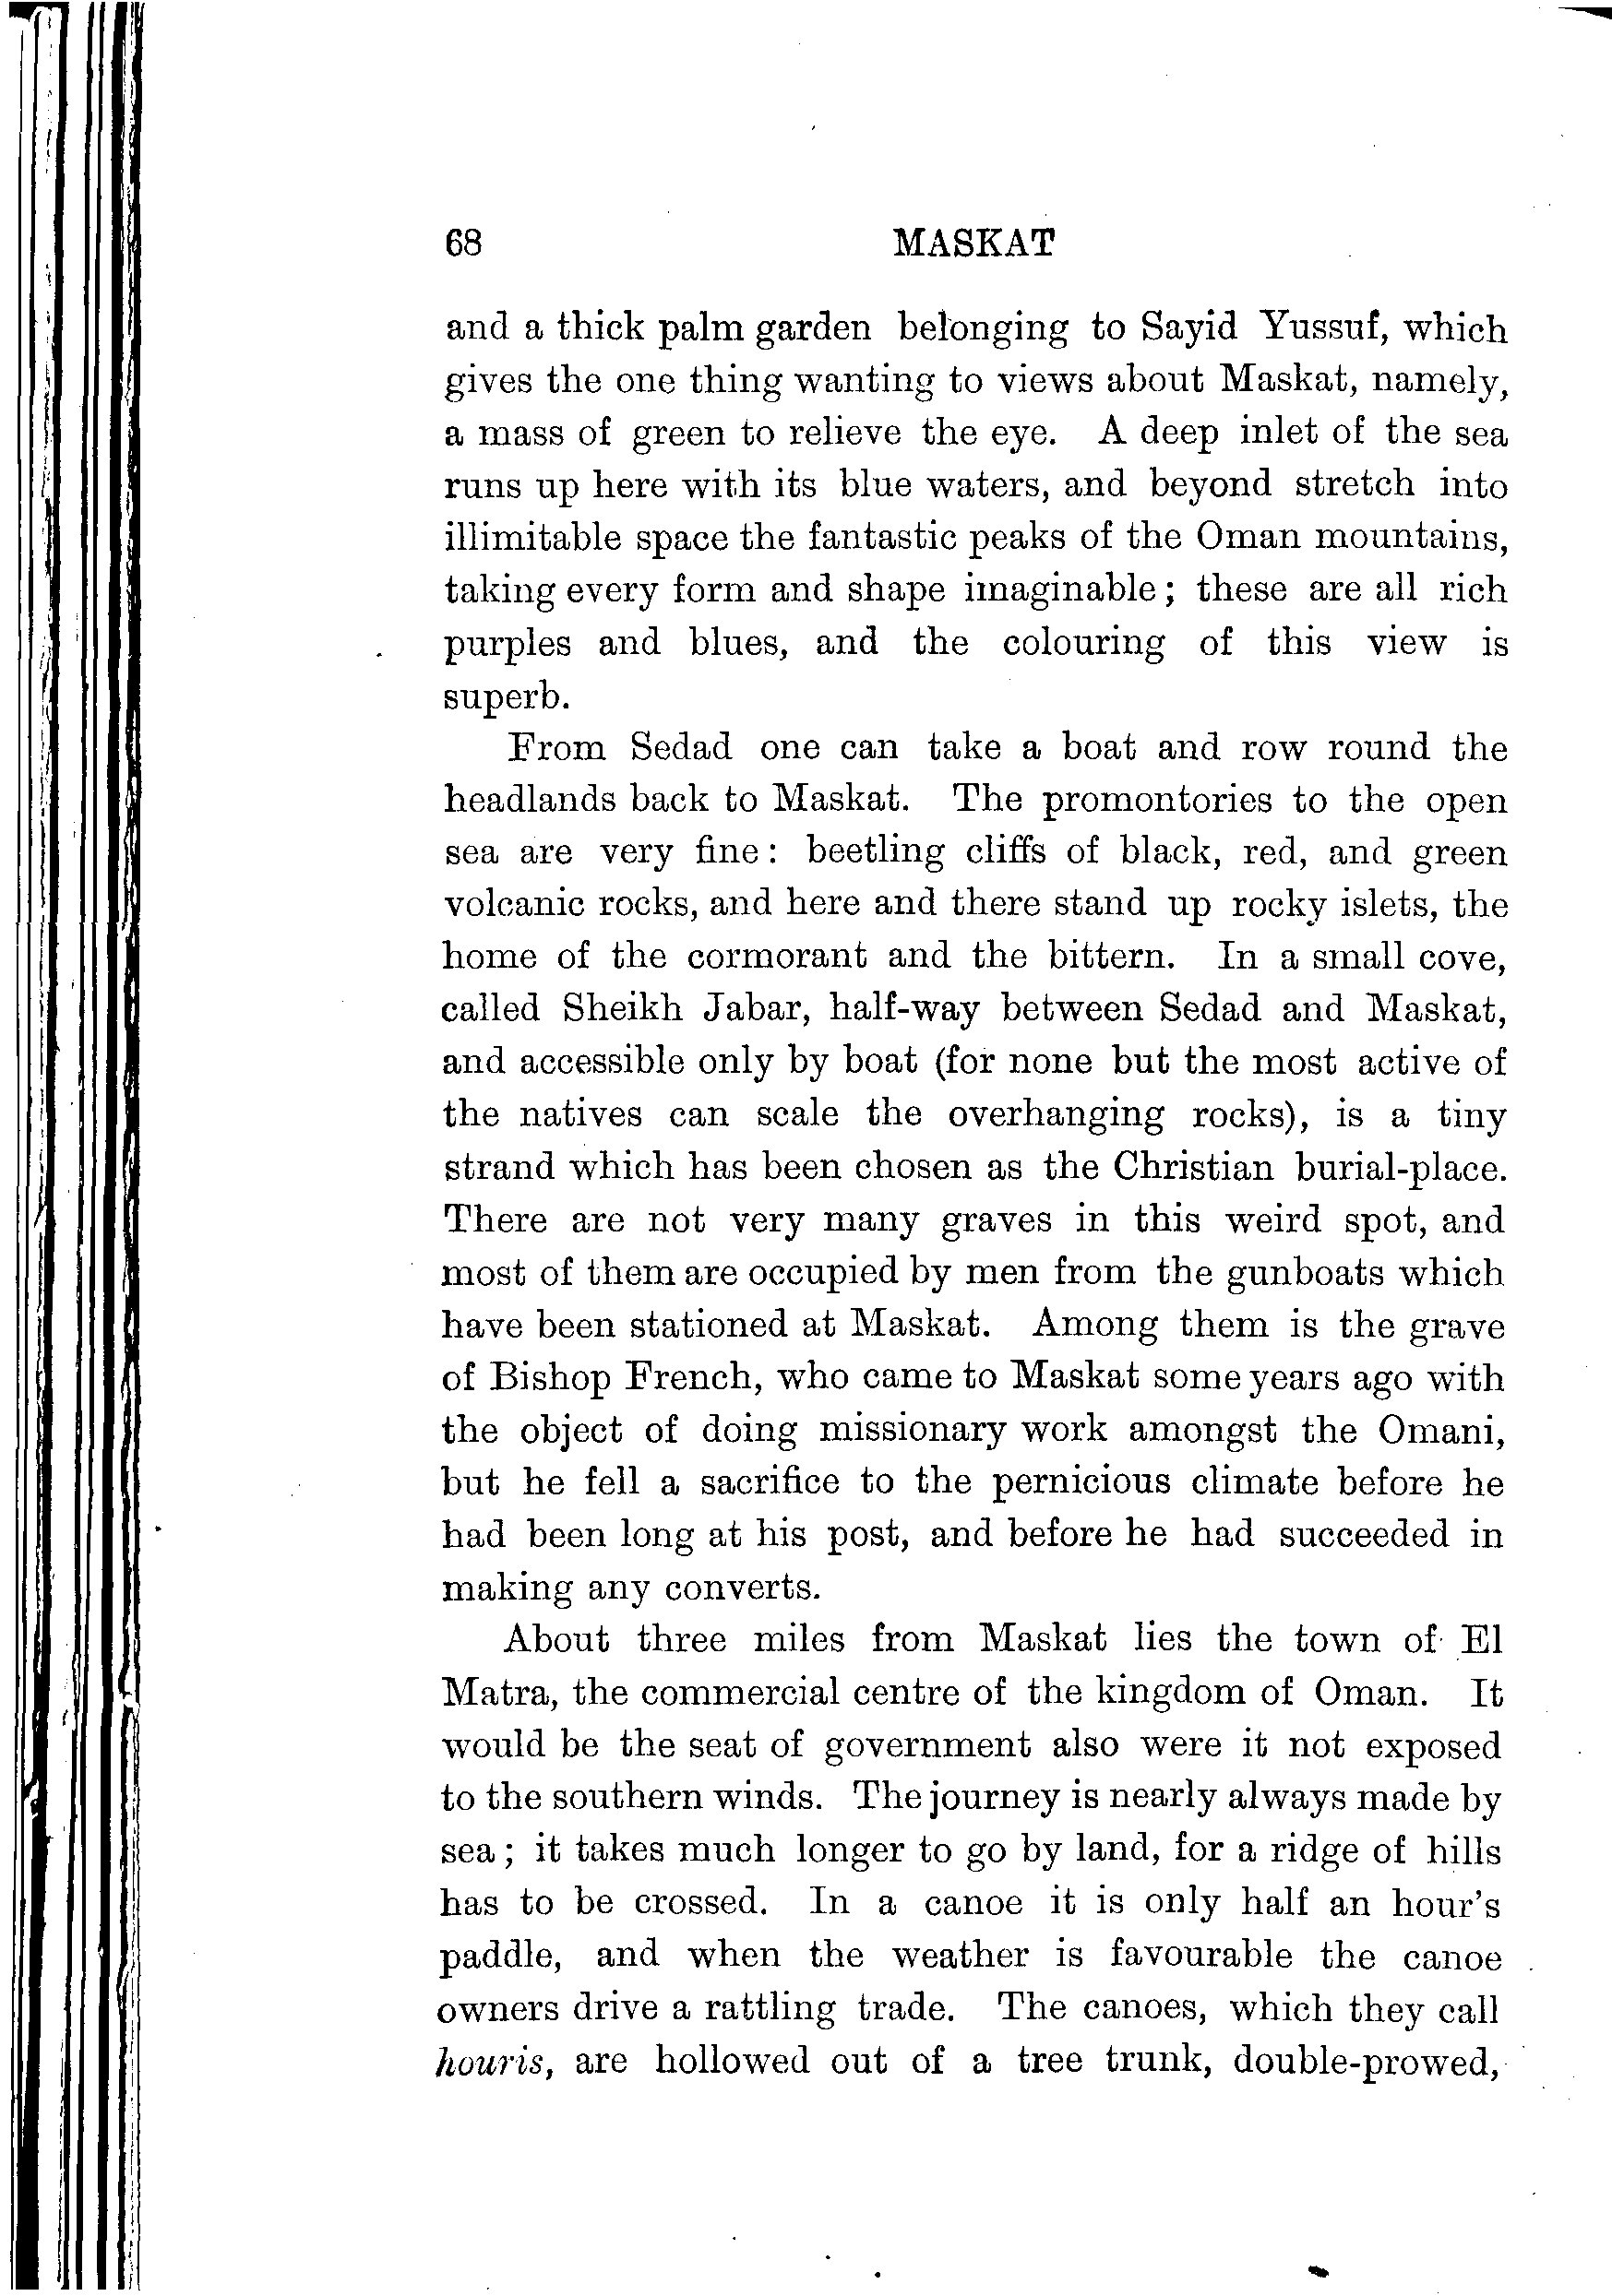 68 MASKAT
and a thick palm garden belonging to Sayid Yussuf, which
gives the one thing wanting to views about Maskat, namely,
a mass of green to relieve the eye. A deep inlet of the sea
runs up here with its blue waters, and beyond stretch into
illimitable space the fantastic peaks of the Oman mountains,
taking every form and shape imaginable; these are all rich
purples and blues, and the colouring of this view is
superb.
From Sedad one can take a boat and row round the
headlands back to Maskat. The promontories to the open
sea are very fine: beetling cliffs of black, red, and green
volcanic rocks, and here and there stand up rocky islets, the
home of the cormorant and the bittern. In a small cove,
called Sheikh Jabar, half-way between Sedad and Maskat,
and accessible only by boat (for none but the most active of
the natives can scale the overhanging rocks), is a tiny
strand which has been chosen as the Christian burial-place.
There are not very many graves in this weird spot, and
most of them are occupied by men from the gunboats which
have been stationed at Maskat. Among them is the grave
of Bishop French, who came to Maskat some years ago with
the object of doing missionary work amongst the Omani,
but he fell a sacrifice to the pernicious climate before he
had been long at his post, and before he had succeeded in
making any converts.
About three miles from Maskat lies the town of El
Matra, the commercial centre of the kingdom of Oman. It
would be the seat of government also were it not exposed
to the southern winds. The journey is nearly always made by
sea; it takes much longer to go by land, for a ridge of hills
has to be crossed. In a canoe it is only half an hour's
paddle, and when the weather is favourable the canoe
owners drive a rattling trade. The canoes, which they call
houris, are hollowed out of a tree trunk, double-prowed,